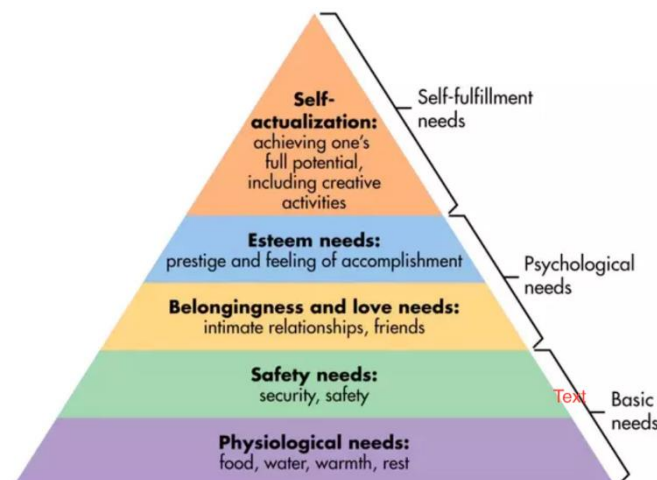 Self-
actualization:
achieving one's
full potential,
including creative
activities
Self-fulfillment
needs
Esteem needs:
prestige and feeling of accomplishment
Psychological
needs
Belongingness and love needs:
intimate relationships, friends
Safety needs:
security, safety
Text
Basic
needs
Physiological needs:
food, water, warmth, rest